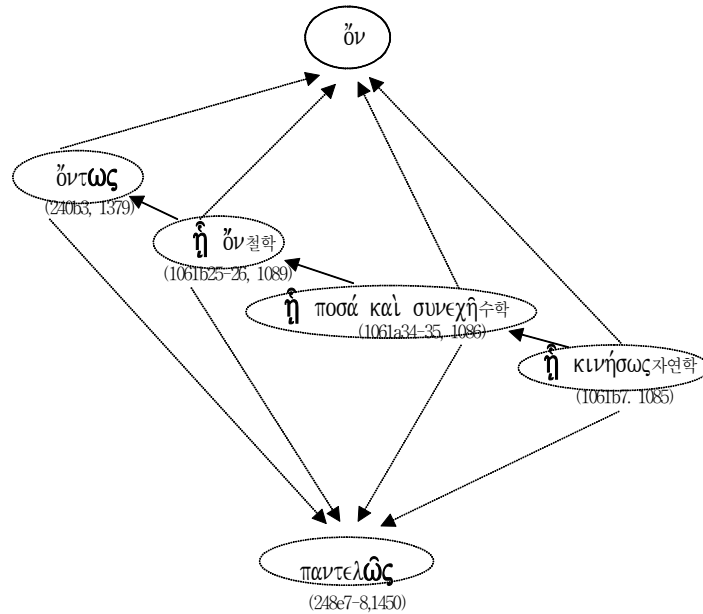 ὄν
ὄντως
(240b3, 1379)
ᾗ ὄν철학
(1061b25-26, 1089)
ᾗ ποσά καὶ συνεχῆ수학
(1061a34-35, 1086)
ᾗ κινήσως자연학
(1061b7. 1085)
παντελῶς
(248e7-8,1450)